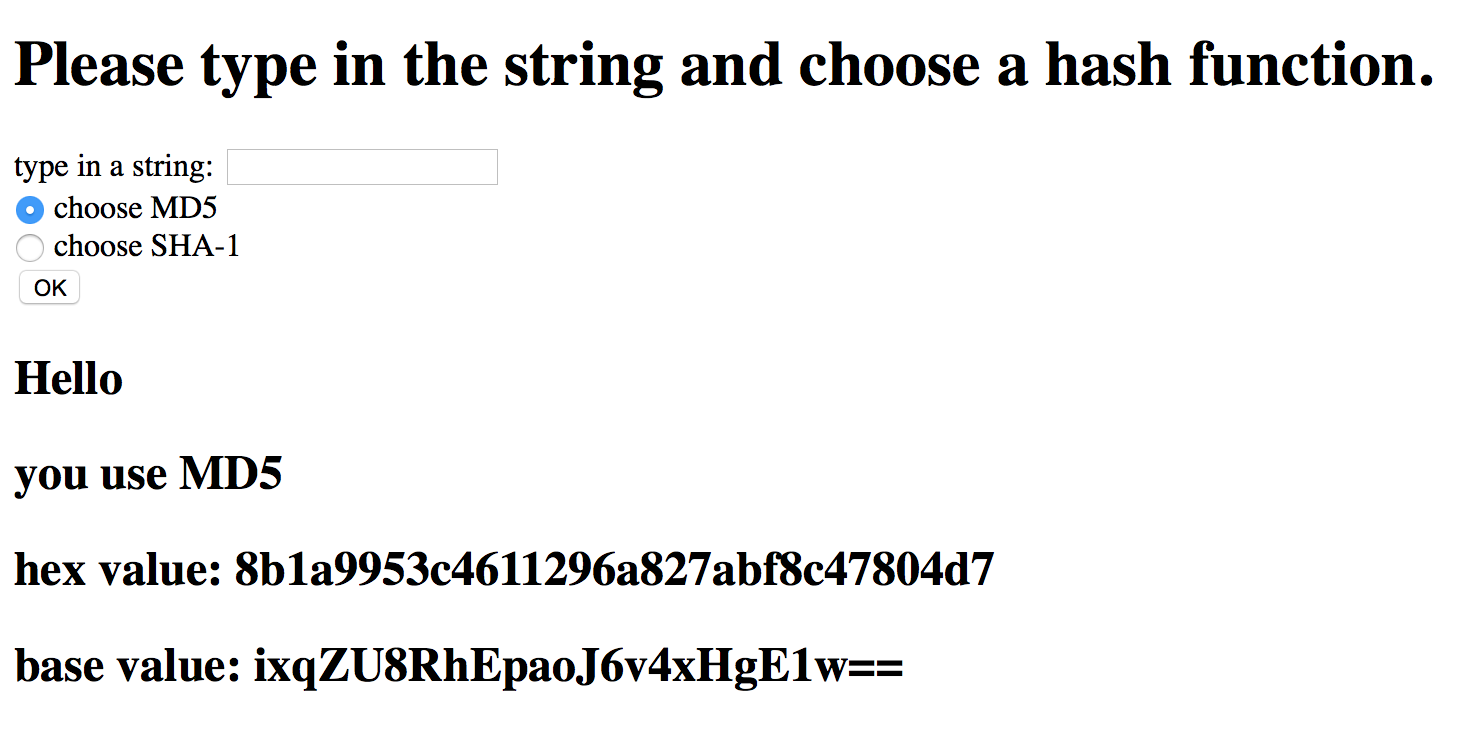 Please type in the string and choose a hash function.
type in a string:
choose MD5
choose SHA-1
OK
Hello
you use MD5
hex value: 8b1a9953c4611296a827abf8c47804d7
base value: ixqZU8RhEpaoJ6v4xHgE1w==